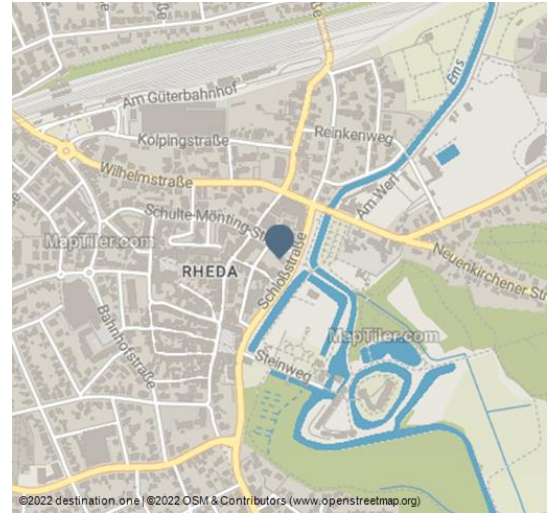 Am Güterbahnhof
Ems
Kolpingstraße
Reinkenweg
Wilhelmstraße
Am Werl
Schulte-Mönting-Str
MapTiler.com
RHEDA
Schloßstraße
Neuenkirchener Str
Bahnhofstraße
MapTiler.com
Steinweg
©2022 destination.one | ©2022 OSM & Contributors (www.openstreetmap.org)